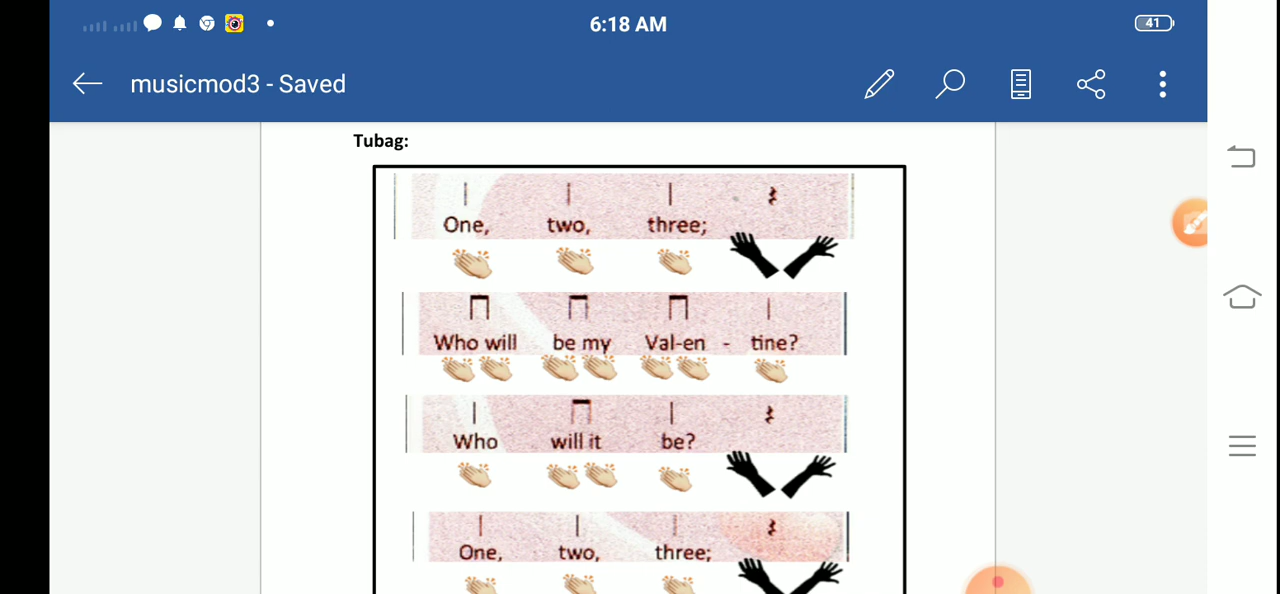 6:18 AM
41
musicmod3 - Saved
Tubag:
One, two, three;
Who will be my Val-en - tine?
Who will it be?
One, two, three;